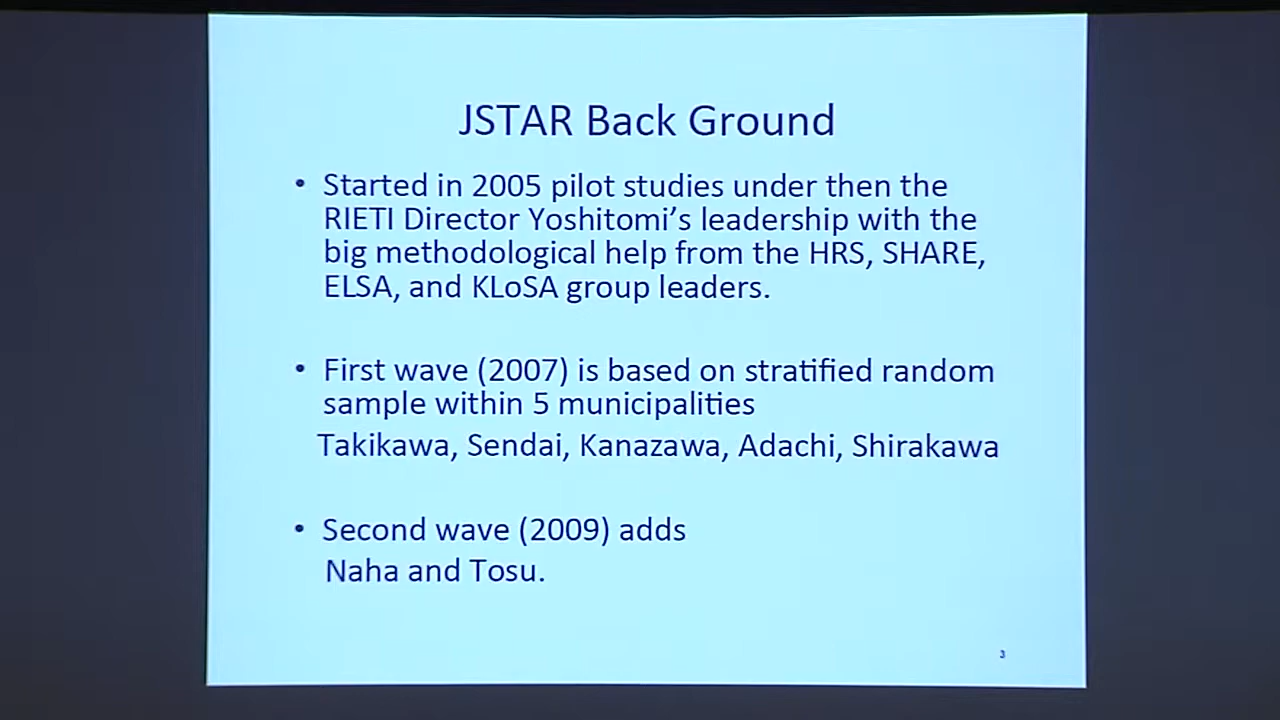 JSTAR Back Ground
• Started in 2005 pilot studies under then the
RIETI Director Yoshitomi’s leadership with the
big methodological help from the HRS, SHARE,
ELSA, and KLoSA group leaders.
• First wave (2007) is based on stratified random
sample within 5 municipalities
Takikawa, Sendai, Kanazawa, Adachi, Shirakawa
• Second wave (2009) adds
Naha and Tosu.
3